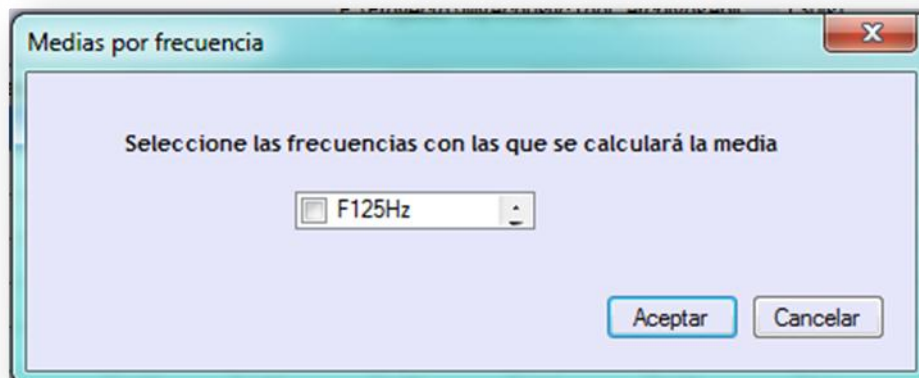 Medias por frecuencia
Seleccione las frecuencias con las que se calculará la media
F125Hz
Aceptar
Cancelar